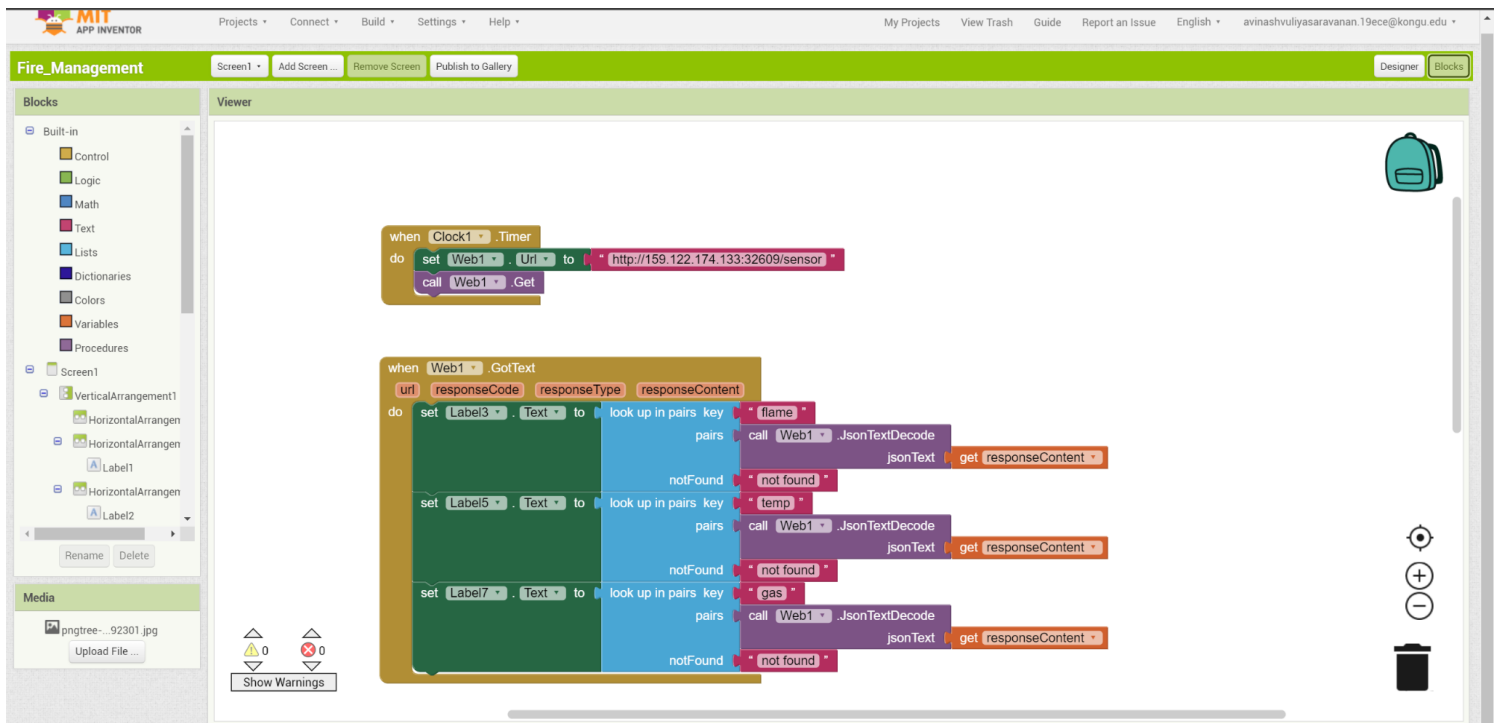 MIT
APP INVENTOR
Projects Connect Build Settings Help My Projects View Trash Guide Report an Issue English avinashvuliyasaravanan.19ece@kongu.edu
Fire_Management Screen1 Add Screen ... Remove Screen Publish to Gallery Designer Blocks
Blocks
Viewer
Built-in
Control
Logic
Math
Text
Lists
Dictionaries
Colors
Variables
Procedures
Screen1
VerticalArrangement1
HorizontalArrangem
HorizontalArrangem
Label1
HorizontalArrangem
Label2
Rename Delete
Media
pngtree-...92301.jpg
Upload File ...
when Clock1 .Timer
do set Web1 . Url to " http://159.122.174.133:32609/sensor "
call Web1 .Get
when Web1 .GotText
url responseCode responseType responseContent
do set Label3 . Text to look up in pairs key " flame "
pairs call Web1 .JsonTextDecode
jsonText get responseContent
notFound " not found "
set Label5 . Text to look up in pairs key " temp "
pairs call Web1 .JsonTextDecode
jsonText get responseContent
notFound " not found "
set Label7 . Text to look up in pairs key " gas "
pairs call Web1 .JsonTextDecode
jsonText get responseContent
notFound " not found "
0 0
Show Warnings